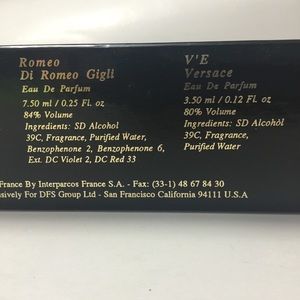 Romeo
Di Romeo Gigli
Eau De Parfum
7.50 ml / 0.25 Fl. oz
84% Volume
Ingredients: SD Alcohol
39C, Fragrance, Purified Water,
Benzophenone 2, Benzophenone 6,
Ext. DC Violet 2, DC Red 33
V'E
Versace
Eau De Parfum
3.50 ml / 0.12 Fl. oz
80% Volume
Ingredients: SD Alcohol
39C, Fragrance,
Purified Water
France By Interparcos France S.A. - Fax: (33-1) 48 67 84 30
sively For DFS Group Ltd - San Francisco California 94111 U.S.A